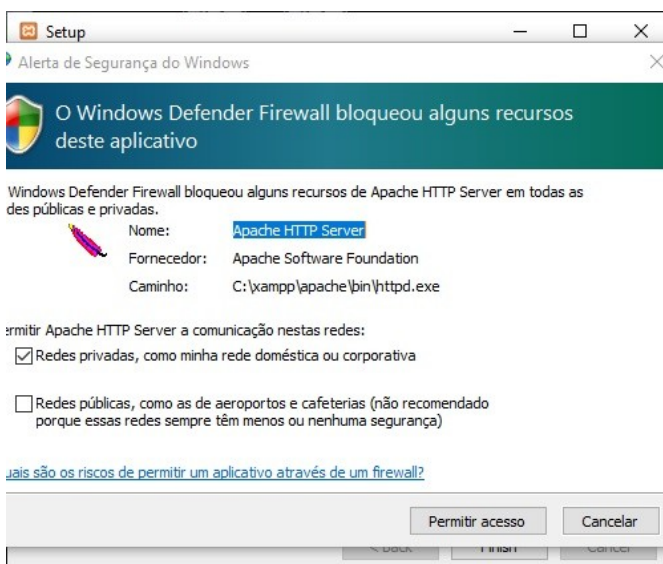 Setup
Alerta de Segurança do Windows
O Windows Defender Firewall bloqueou alguns recursos
deste aplicativo
Windows Defender Firewall bloqueou alguns recursos de Apache HTTP Server em todas as
des públicas e privadas.
Nome: Apache HTTP Server
Fornecedor: Apache Software Foundation
Caminho: C:\xampp\apache\bin\httpd.exe
ermitir Apache HTTP Server a comunicação nestas redes:
Redes privadas, como minha rede doméstica ou corporativa
Redes públicas, como as de aeroportos e cafeterias (não recomendado
porque essas redes sempre têm menos ou nenhuma segurança)
uais são os riscos de permitir um aplicativo através de um firewall?
Permitir acesso Cancelar
< Back Finish Cancel